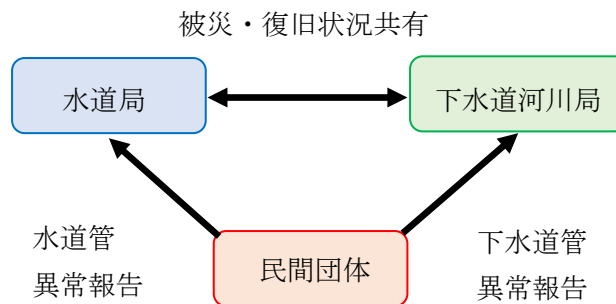 被災・復旧状況共有
水道局
下水道河川局
水道管
異常報告
民間団体
下水道管
異常報告